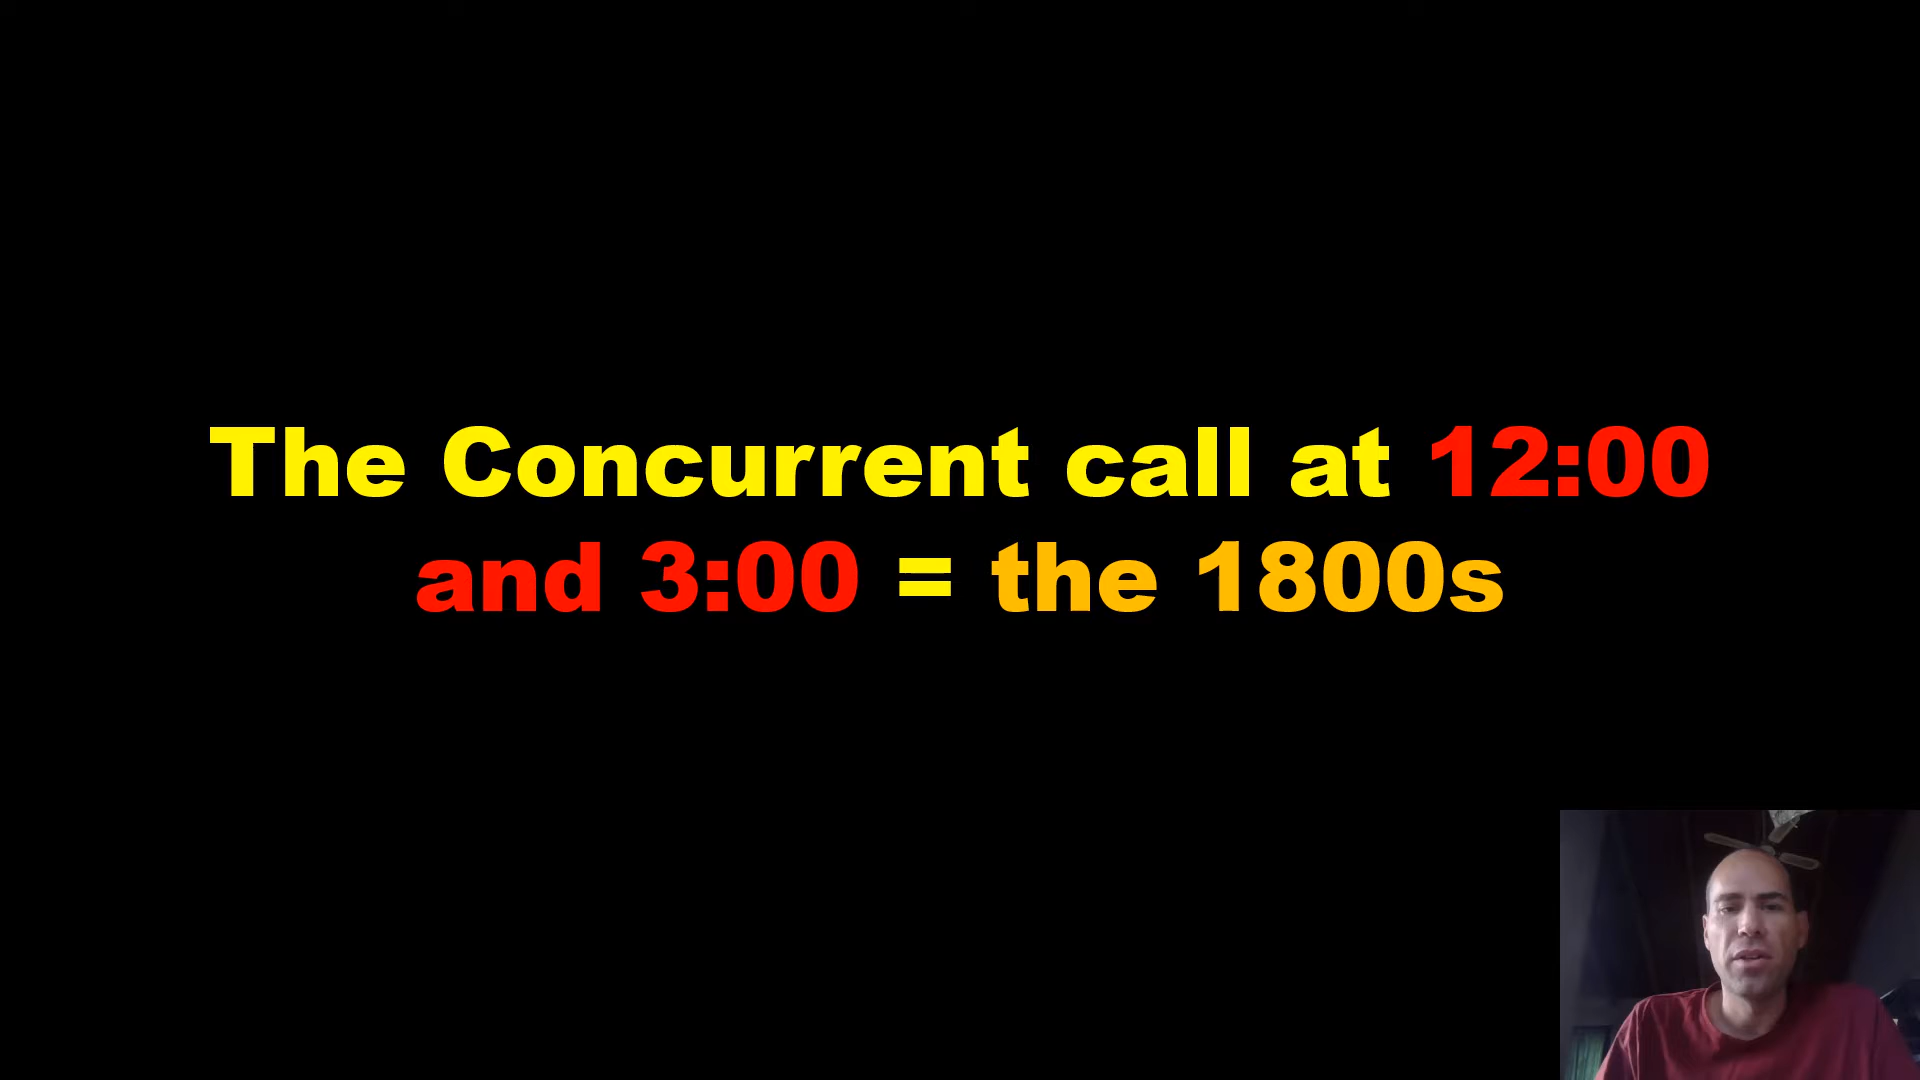 The Concurrent call at 12:00
and 3:00 = the 1800s